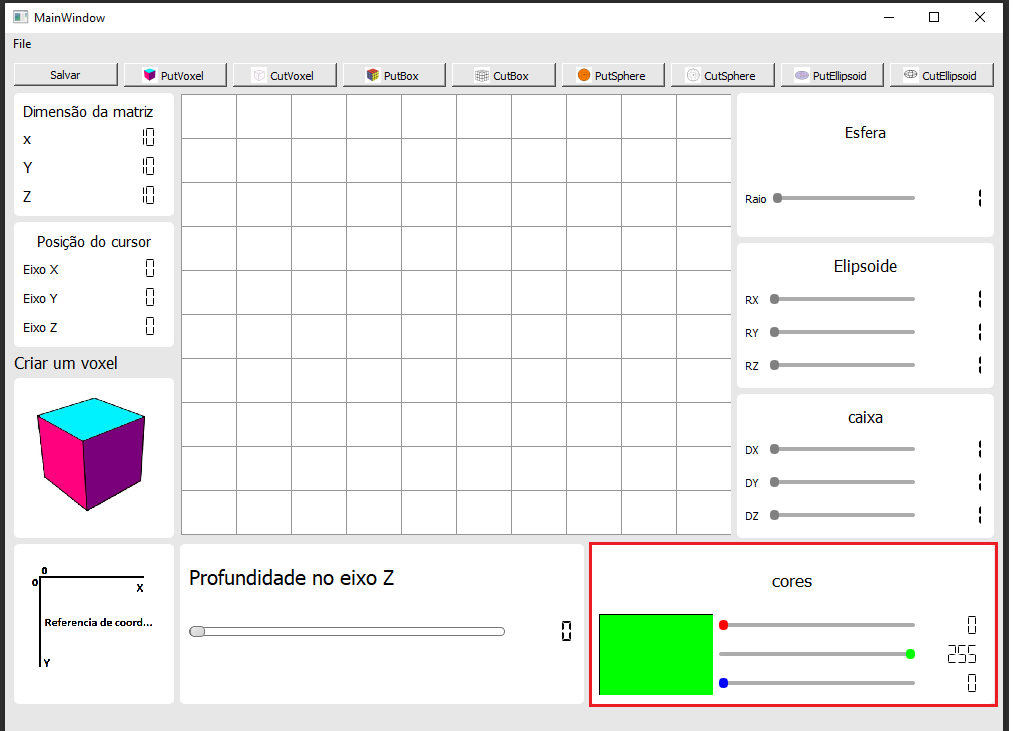 MainWindow
File
Salvar PutVoxel CutVoxel PutBox CutBox PutSphere CutSphere PutEllipsoid CutEllipsoid
Dimensão da matriz
x 10
Y 10
Z 10
Posição do cursor
Eixo X 0
Eixo Y 0
Eixo Z 0
Criar um voxel
Esfera
Raio 1
Elipsoide
RX 1
RY 1
RZ 1
caixa
DX 1
DY 1
DZ 1
0
0
X
Referencia de coord...
Y
Profundidade no eixo Z
0
cores
0
255
0